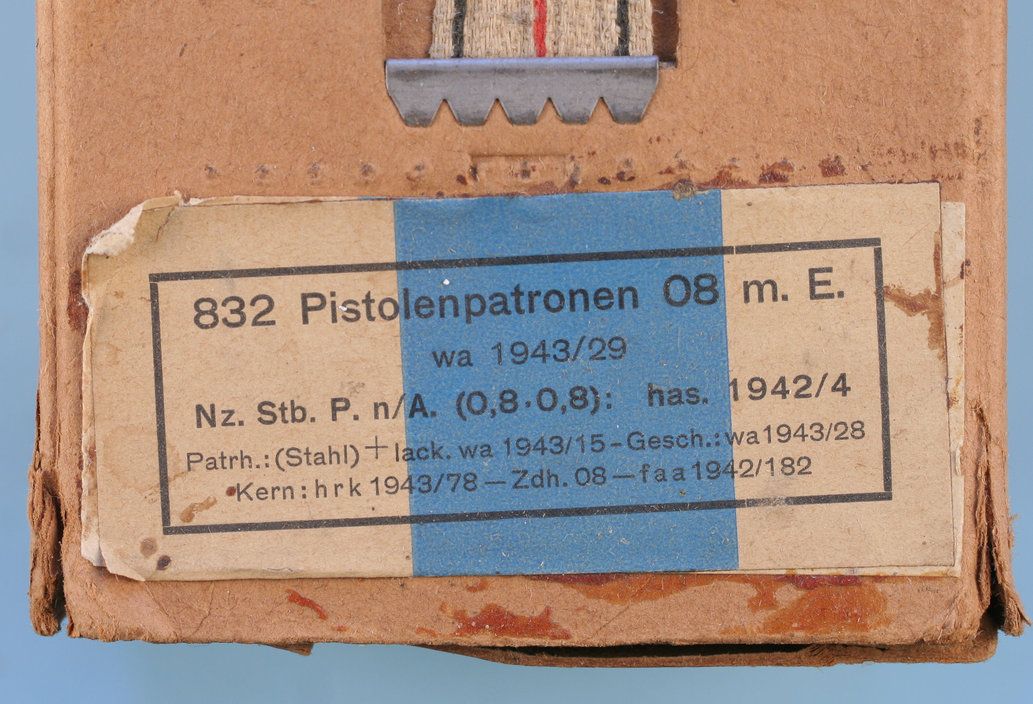 832 Pistolenpatronen 08 m. E.
wa 1943/29
Nz. Stb. P. n/A. (0,8·0,8): has. 1942/4
Patrh.: (Stahl) + lack. wa 1943/15 - Gesch.: wa 1943/28
Kern: hrk 1943/78 — Zdh. 08 — faa 1942/182